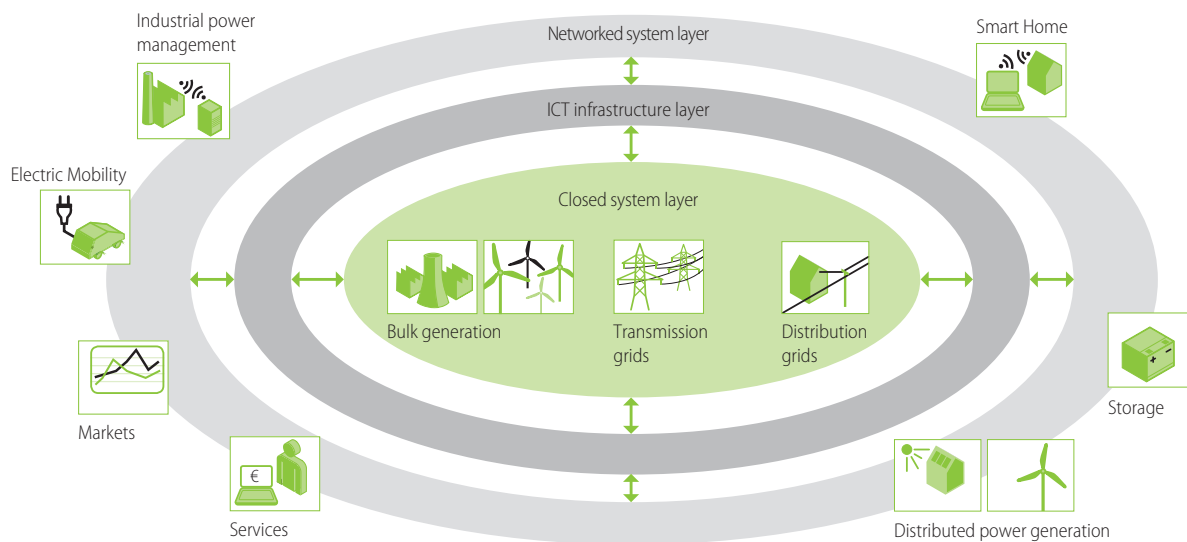 Industrial power
management
Networked system layer
Smart Home
ICT infrastructure layer
Electric Mobility
Closed system layer
Bulk generation
Transmission
grids
Distribution
grids
Markets
Storage
€
Services
Distributed power generation